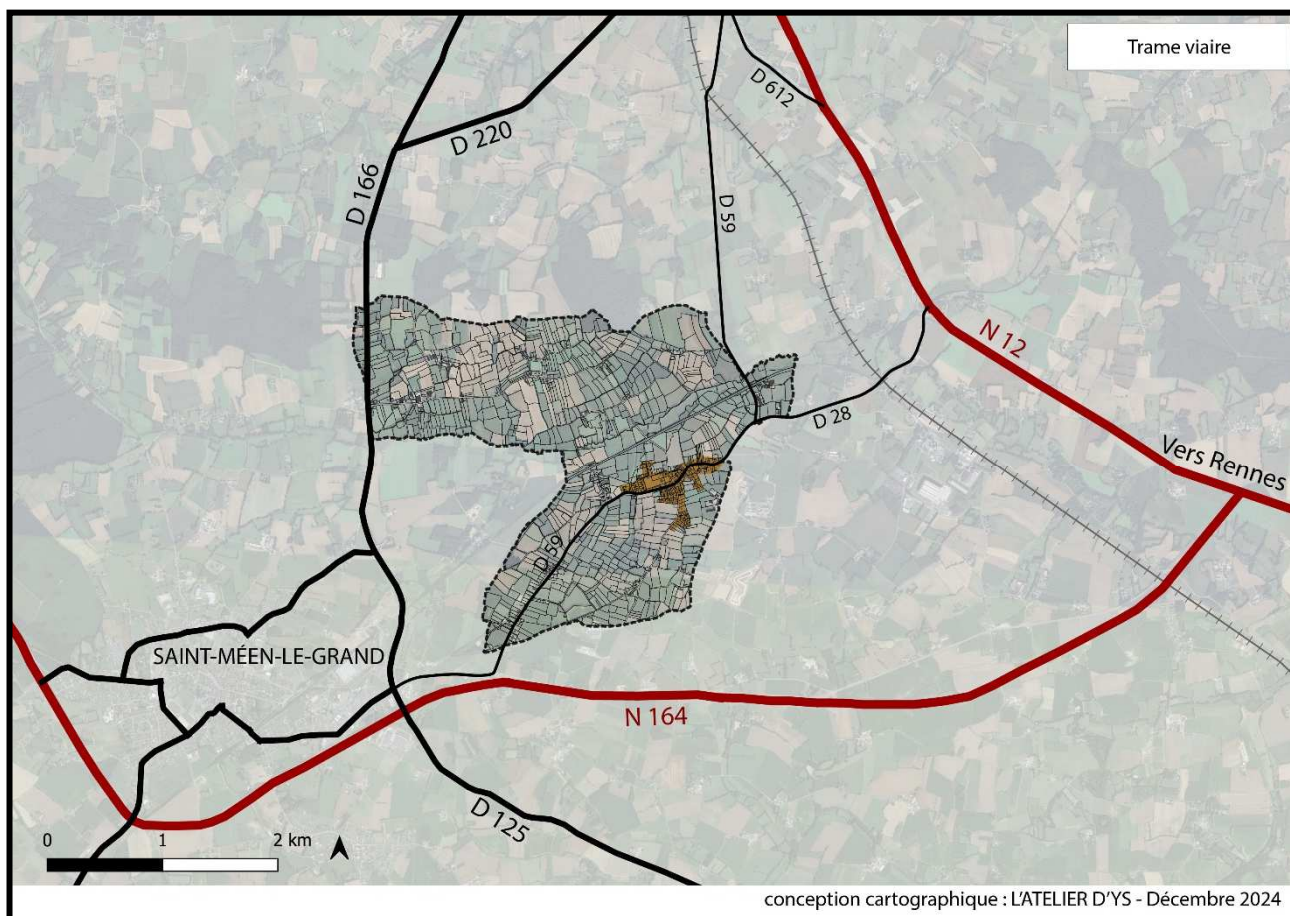 Trame viaire
D 612
D 220
D 166
D 59
N 12
D 28
Vers Rennes
D 59
SAINT-MÉEN-LE-GRAND
N 164
D 125
0 1 2 km
conception cartographique : L'ATELIER D'YS - Décembre 2024